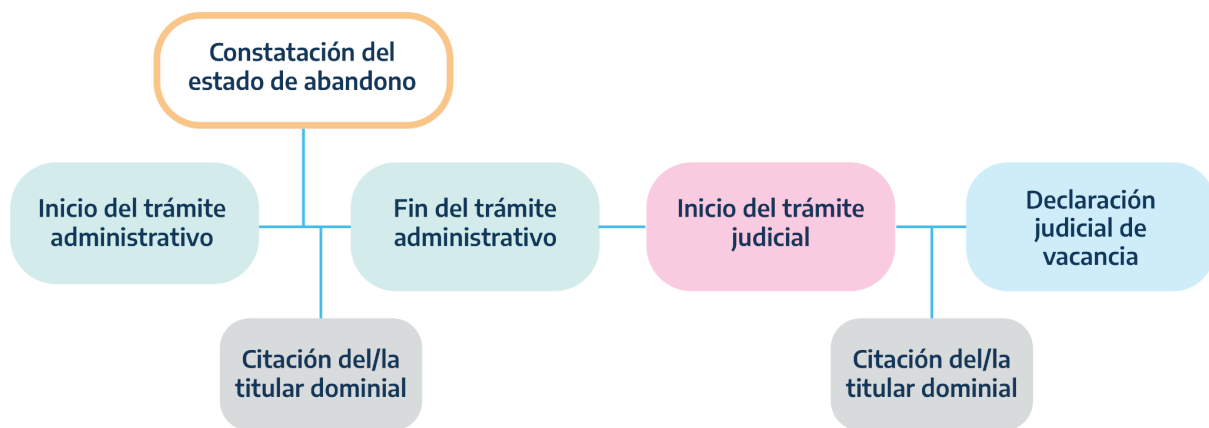 Constatación del
estado de abandono
Inicio del trámite
administrativo
Fin del trámite
administrativo
Inicio del trámite
judicial
Declaración
judicial de
vacancia
Citación del/la
titular dominial
Citación del/la
titular dominial